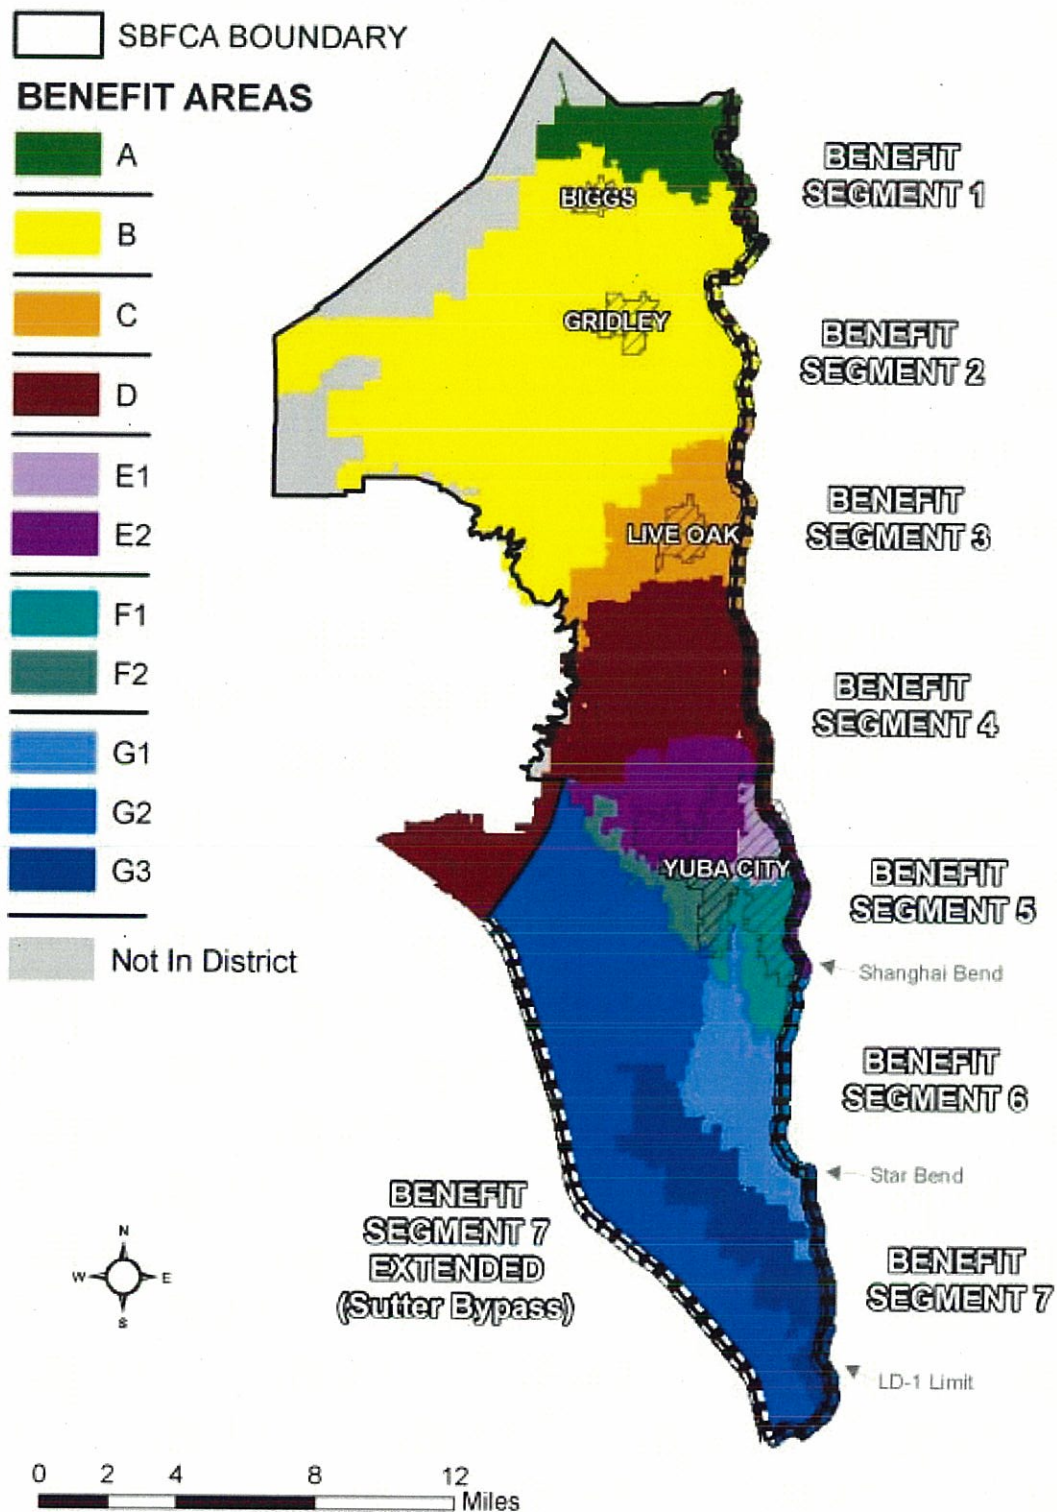 SBFCA BOUNDARY
BENEFIT AREAS
A
B
C
D
E1
E2
F1
F2
G1
G2
G3
Not In District
BIGGS
GRIDLEY
LIVE OAK
YUBA CITY
BENEFIT
SEGMENT 1
BENEFIT
SEGMENT 2
BENEFIT
SEGMENT 3
BENEFIT
SEGMENT 4
BENEFIT
SEGMENT 5
Shanghai Bend
BENEFIT
SEGMENT 6
Star Bend
BENEFIT
SEGMENT 7
EXTENDED
(Sutter Bypass)
BENEFIT
SEGMENT 7
LD-1 Limit
N
W E
S
0 2 4 8 12
Miles